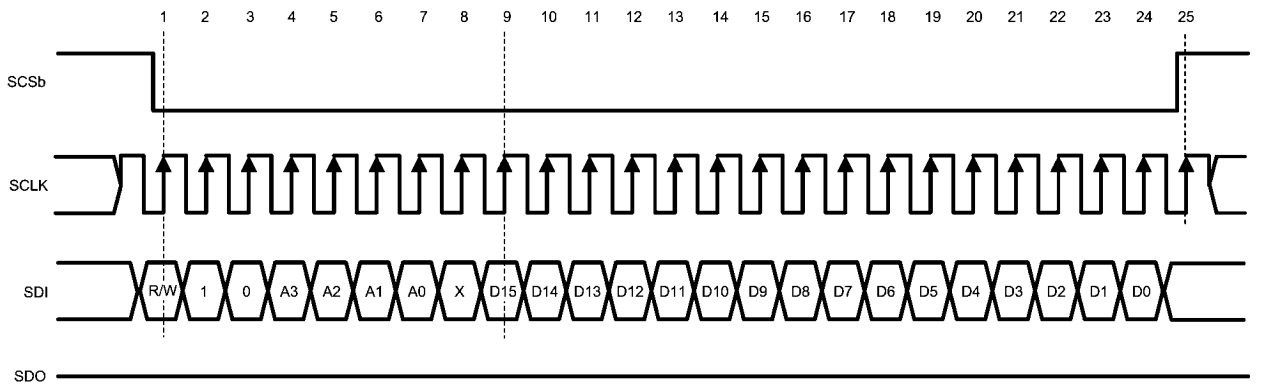 1 2 3 4 5 6 7 8 9 10 11 12 13 14 15 16 17 18 19 20 21 22 23 24 25
SCSb
SCLK
SDI R/W 1 0 A3 A2 A1 A0 X D15 D14 D13 D12 D11 D10 D9 D8 D7 D6 D5 D4 D3 D2 D1 D0
SDO